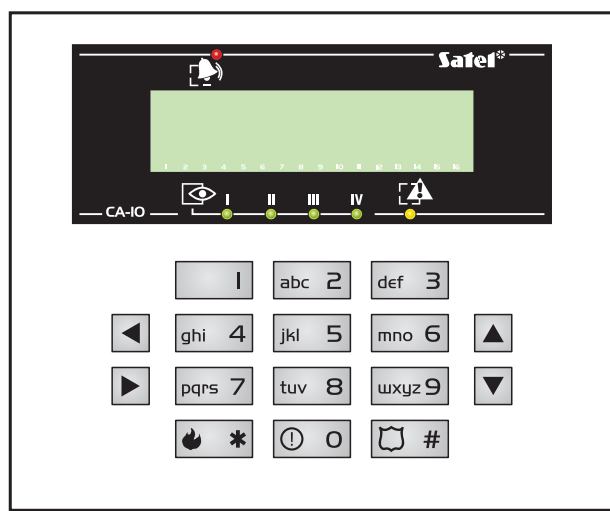 Satel*
1 2 3 4 5 6 7 8 9 10 11 12 13 14 15 16
I II III IV
CA-10
1 abc 2 def 3
ghi 4 jkl 5 mno 6
pqrs 7 tuv 8 wxyz 9
* 0 #